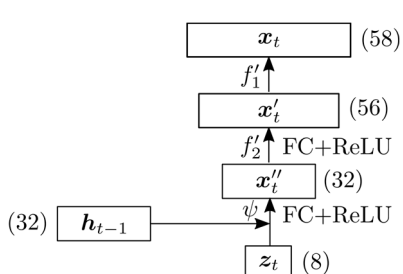 x_t (58)
f′_1
x′_t (56)
f′_2 FC+ReLU
x″_t (32)
ψ FC+ReLU
(32) h_{t−1}
z_t (8)